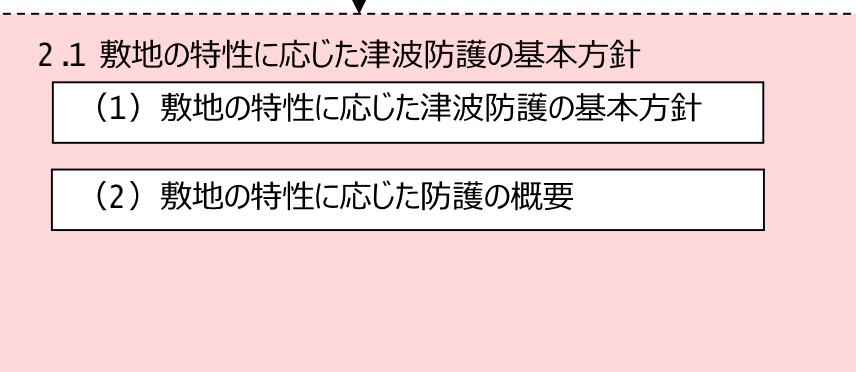 2.1 敷地の特性に応じた津波防護の基本方針
（1）敷地の特性に応じた津波防護の基本方針
（2）敷地の特性に応じた防護の概要